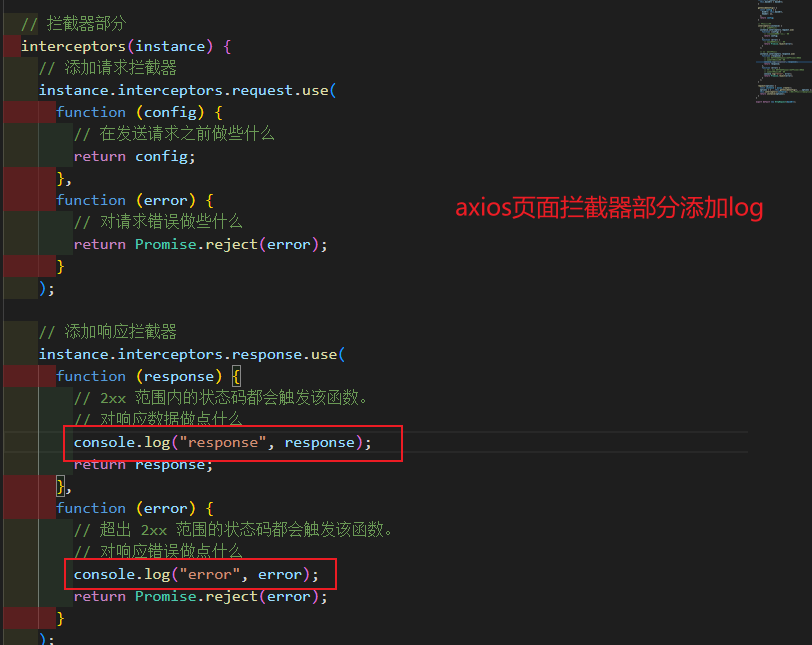 // 拦截器部分
interceptors(instance) {
// 添加请求拦截器
instance.interceptors.request.use(
function (config) {
// 在发送请求之前做些什么
return config;
},
function (error) {
// 对请求错误做些什么
return Promise.reject(error);
}
);
axios页面拦截器部分添加log
// 添加响应拦截器
instance.interceptors.response.use(
function (response) {
// 2xx 范围内的状态码都会触发该函数。
// 对响应数据做点什么
console.log("response", response);
return response;
},
function (error) {
// 超出 2xx 范围的状态码都会触发该函数。
// 对响应错误做点什么
console.log("error", error);
return Promise.reject(error);
}
);